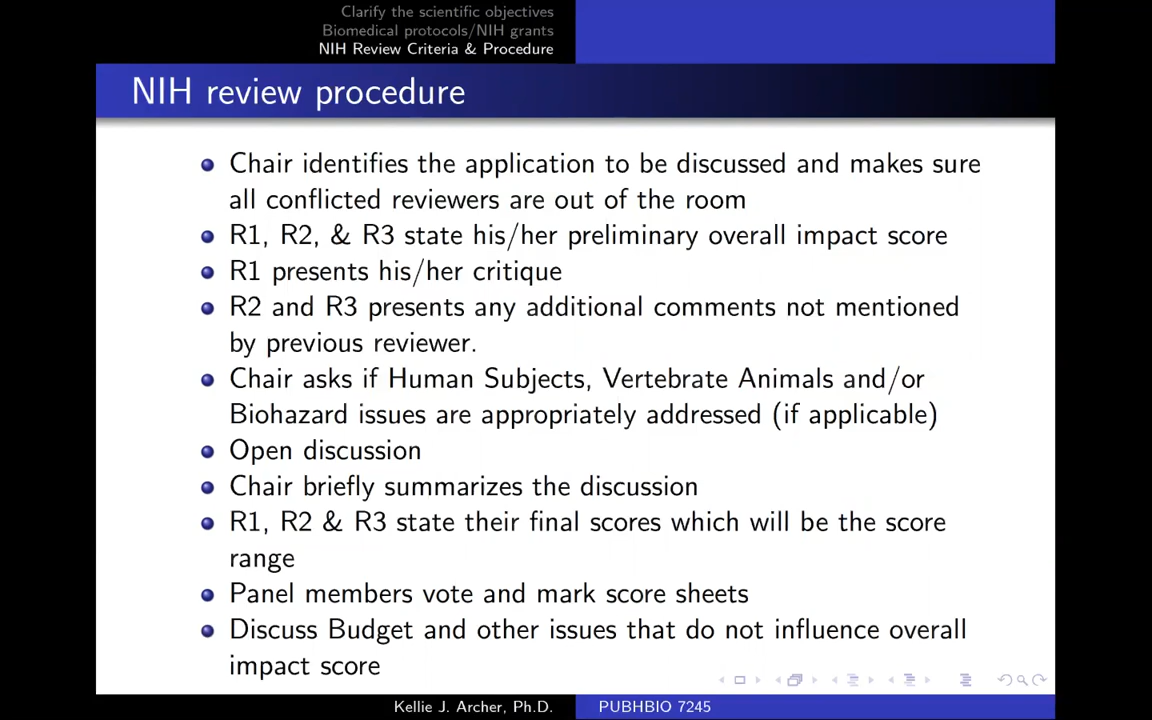 Clarify the scientific objectives
Biomedical protocols/NIH grants
NIH Review Criteria & Procedure
NIH review procedure
Chair identifies the application to be discussed and makes sure
all conflicted reviewers are out of the room
R1, R2, & R3 state his/her preliminary overall impact score
R1 presents his/her critique
R2 and R3 presents any additional comments not mentioned
by previous reviewer.
Chair asks if Human Subjects, Vertebrate Animals and/or
Biohazard issues are appropriately addressed (if applicable)
Open discussion
Chair briefly summarizes the discussion
R1, R2 & R3 state their final scores which will be the score
range
Panel members vote and mark score sheets
Discuss Budget and other issues that do not influence overall
impact score
Kellie J. Archer, Ph.D.
PUBHBIO 7245